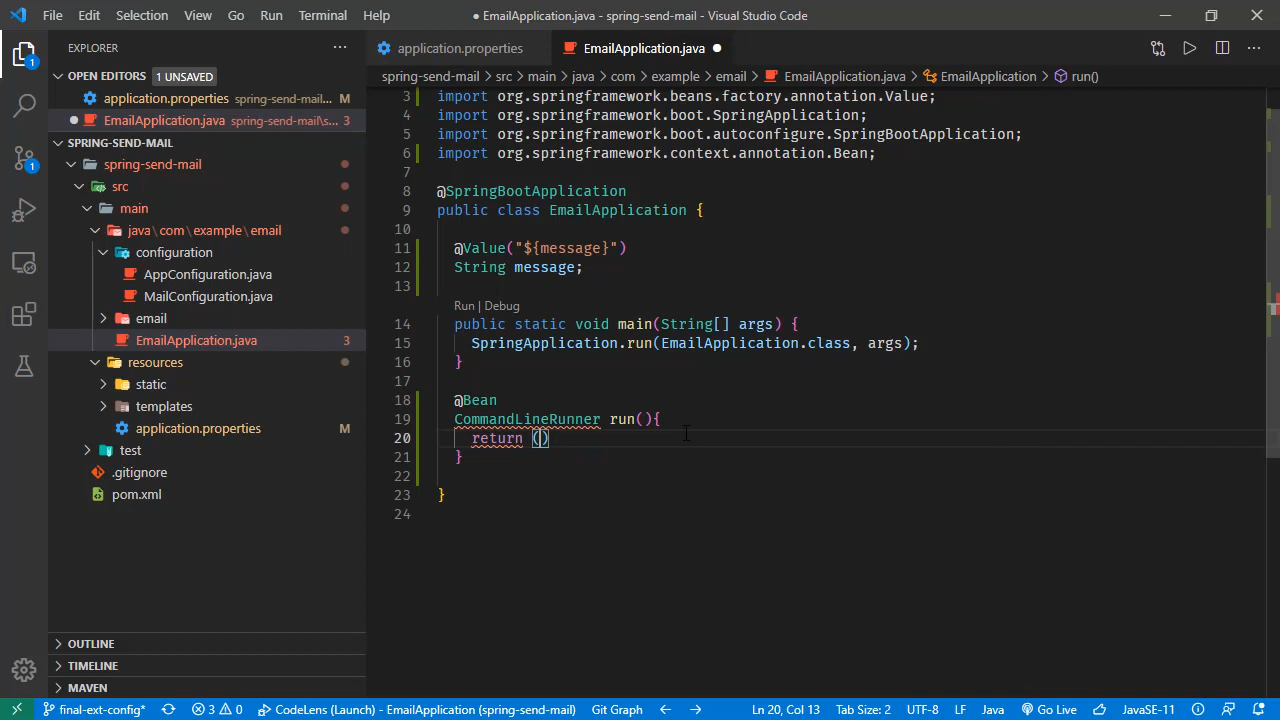 File Edit Selection View Go Run Terminal Help
● EmailApplication.java - spring-send-mail - Visual Studio Code
EXPLORER
OPEN EDITORS 1 UNSAVED
application.properties spring-send-mail... M
EmailApplication.java spring-send-mail\s... 3
SPRING-SEND-MAIL
spring-send-mail
src
main
java\com\example\email
configuration
AppConfiguration.java
MailConfiguration.java
email
EmailApplication.java 3
resources
static
templates
application.properties M
test
.gitignore
pom.xml
OUTLINE
TIMELINE
MAVEN
1
1
application.properties
EmailApplication.java
spring-send-mail > src > main > java > com > example > email > EmailApplication.java > EmailApplication > run()
3 import org.springframework.beans.factory.annotation.Value;
4 import org.springframework.boot.SpringApplication;
5 import org.springframework.boot.autoconfigure.SpringBootApplication;
6 import org.springframework.context.annotation.Bean;
7
8 @SpringBootApplication
9 public class EmailApplication {
10
11 @Value("${message}")
12 String message;
13
Run | Debug
14 public static void main(String[] args) {
15 SpringApplication.run(EmailApplication.class, args);
16 }
17
18 @Bean
19 CommandLineRunner run(){
20 return ()
21 }
22
23 }
24
final-ext-config* 3 0 CodeLens (Launch) - EmailApplication (spring-send-mail) Git Graph Ln 20, Col 13 Tab Size: 2 UTF-8 LF Java Go Live JavaSE-11